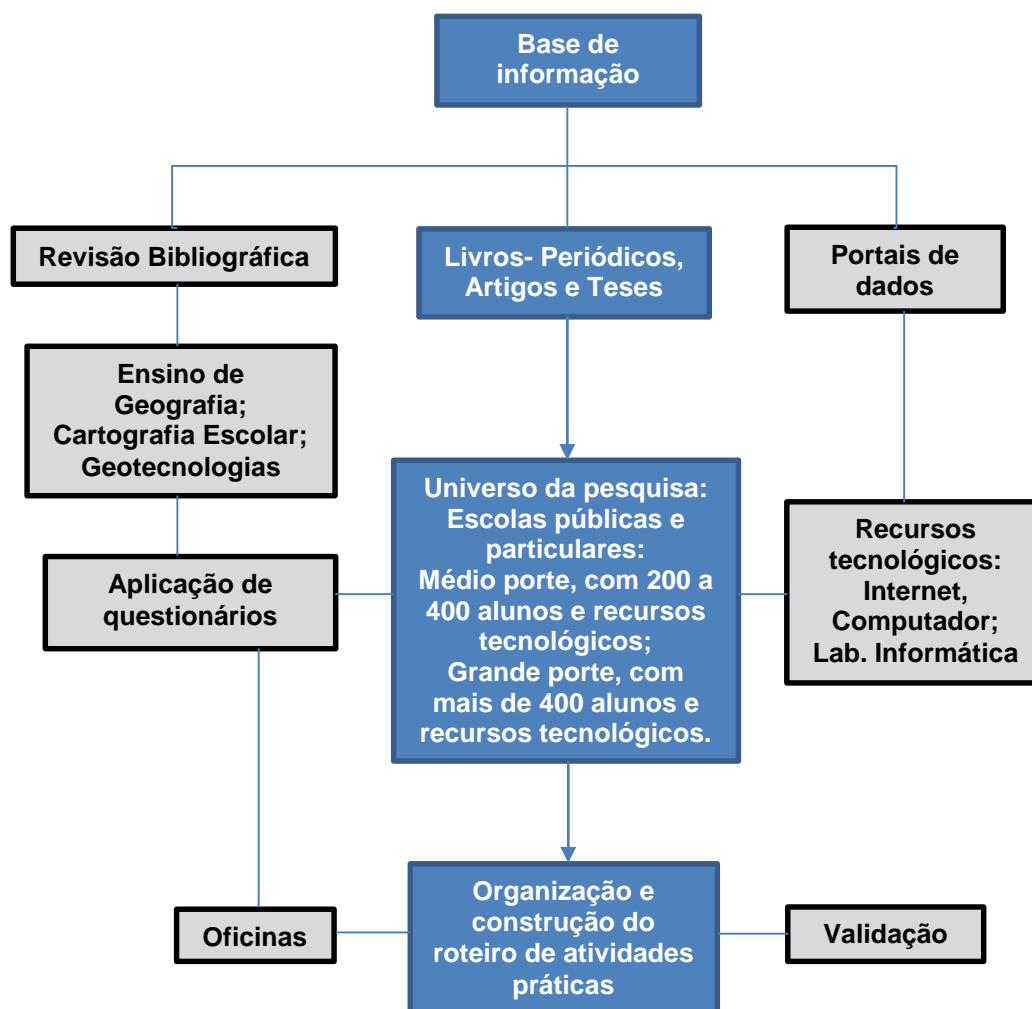 Base de
informação
Revisão Bibliográfica
Livros- Periódicos,
Artigos e Teses
Portais de
dados
Ensino de
Geografia;
Cartografia Escolar;
Geotecnologias
Universo da pesquisa:
Escolas públicas e
particulares:
Médio porte, com 200 a
400 alunos e recursos
tecnológicos;
Grande porte, com
mais de 400 alunos e
recursos tecnológicos.
Recursos
tecnológicos:
Internet,
Computador;
Lab. Informática
Aplicação de
questionários
Oficinas
Organização e
construção do
roteiro de atividades
práticas
Validação